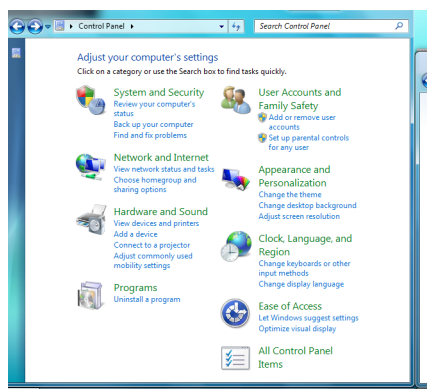 Control Panel
Search Control Panel
Adjust your computer's settings
Click on a category or use the Search box to find tasks quickly.
System and Security
Review your computer's
status
Back up your computer
Find and fix problems
Network and Internet
View network status and tasks
Choose homegroup and
sharing options
Hardware and Sound
View devices and printers
Add a device
Connect to a projector
Adjust commonly used
mobility settings
Programs
Uninstall a program
User Accounts and
Family Safety
Add or remove user
accounts
Set up parental controls
for any user
Appearance and
Personalization
Change the theme
Change desktop background
Adjust screen resolution
Clock, Language, and
Region
Change keyboards or other
input methods
Change display language
Ease of Access
Let Windows suggest settings
Optimize visual display
All Control Panel
Items